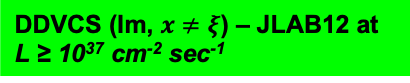 DDVCS (Im, x ≠ ξ) – JLAB12 at
L ≥ 10³⁷ cm⁻² sec⁻¹